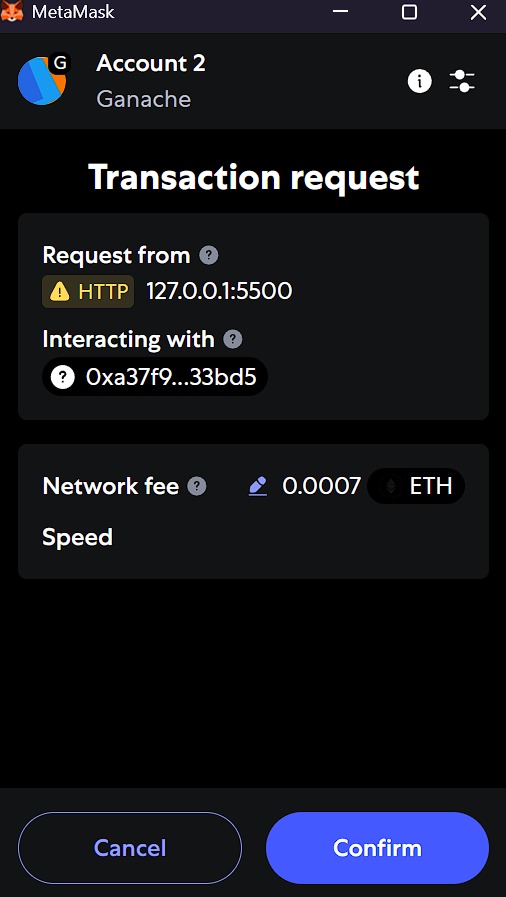 MetaMask
G
Account 2
Ganache
Transaction request
Request from ?
HTTP 127.0.0.1:5500
Interacting with ?
? 0xa37f9...33bd5
Network fee ? 0.0007 ETH
Speed
Cancel Confirm